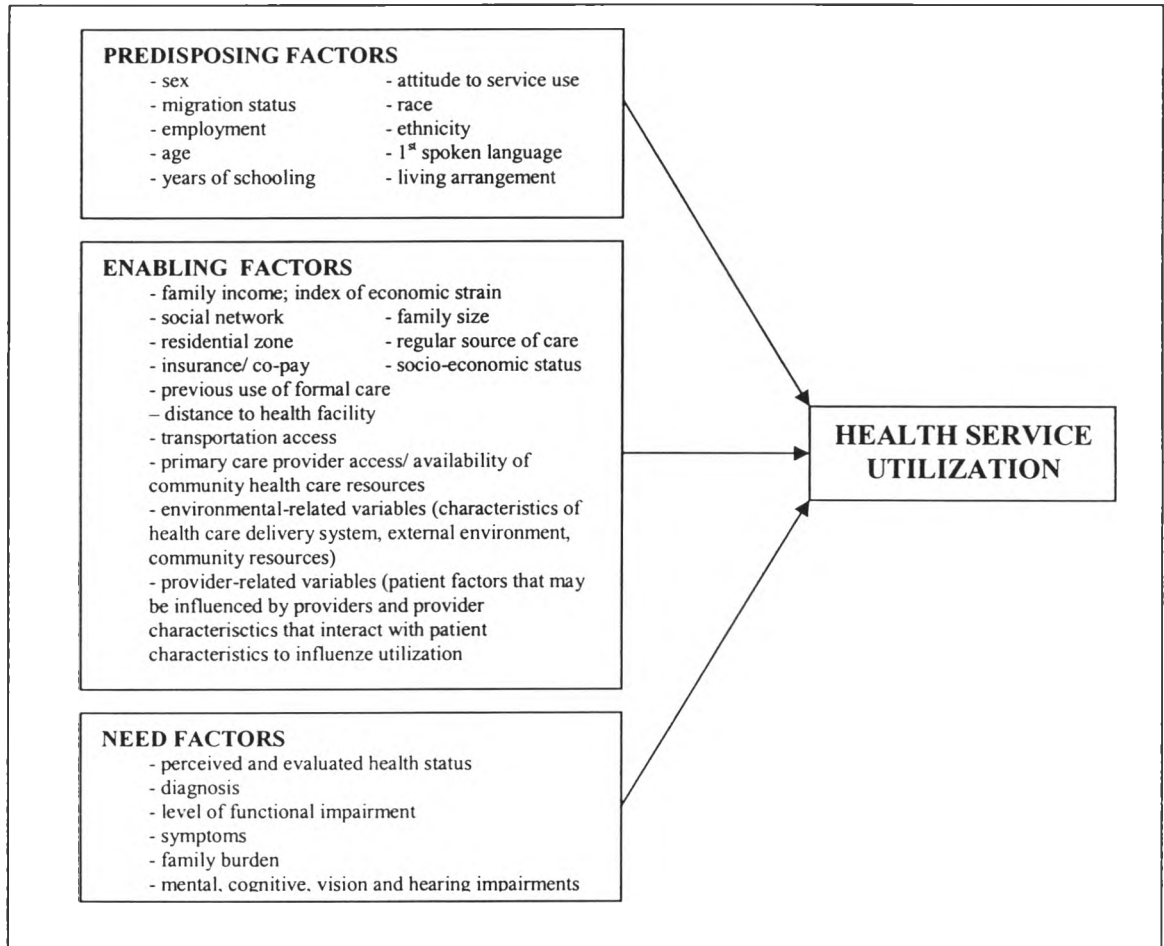 PREDISPOSING FACTORS
- sex - attitude to service use
- migration status - race
- employment - ethnicity
- age - 1st spoken language
- years of schooling - living arrangement
ENABLING FACTORS
- family income; index of economic strain
- social network - family size
- residential zone - regular source of care
- insurance/ co-pay - socio-economic status
- previous use of formal care
– distance to health facility
- transportation access
- primary care provider access/ availability of
community health care resources
- environmental-related variables (characteristics of
health care delivery system, external environment,
community resources)
- provider-related variables (patient factors that may
be influenced by providers and provider
characterisctics that interact with patient
characteristics to influenze utilization
HEALTH SERVICE
UTILIZATION
NEED FACTORS
- perceived and evaluated health status
- diagnosis
- level of functional impairment
- symptoms
- family burden
- mental, cognitive, vision and hearing impairments